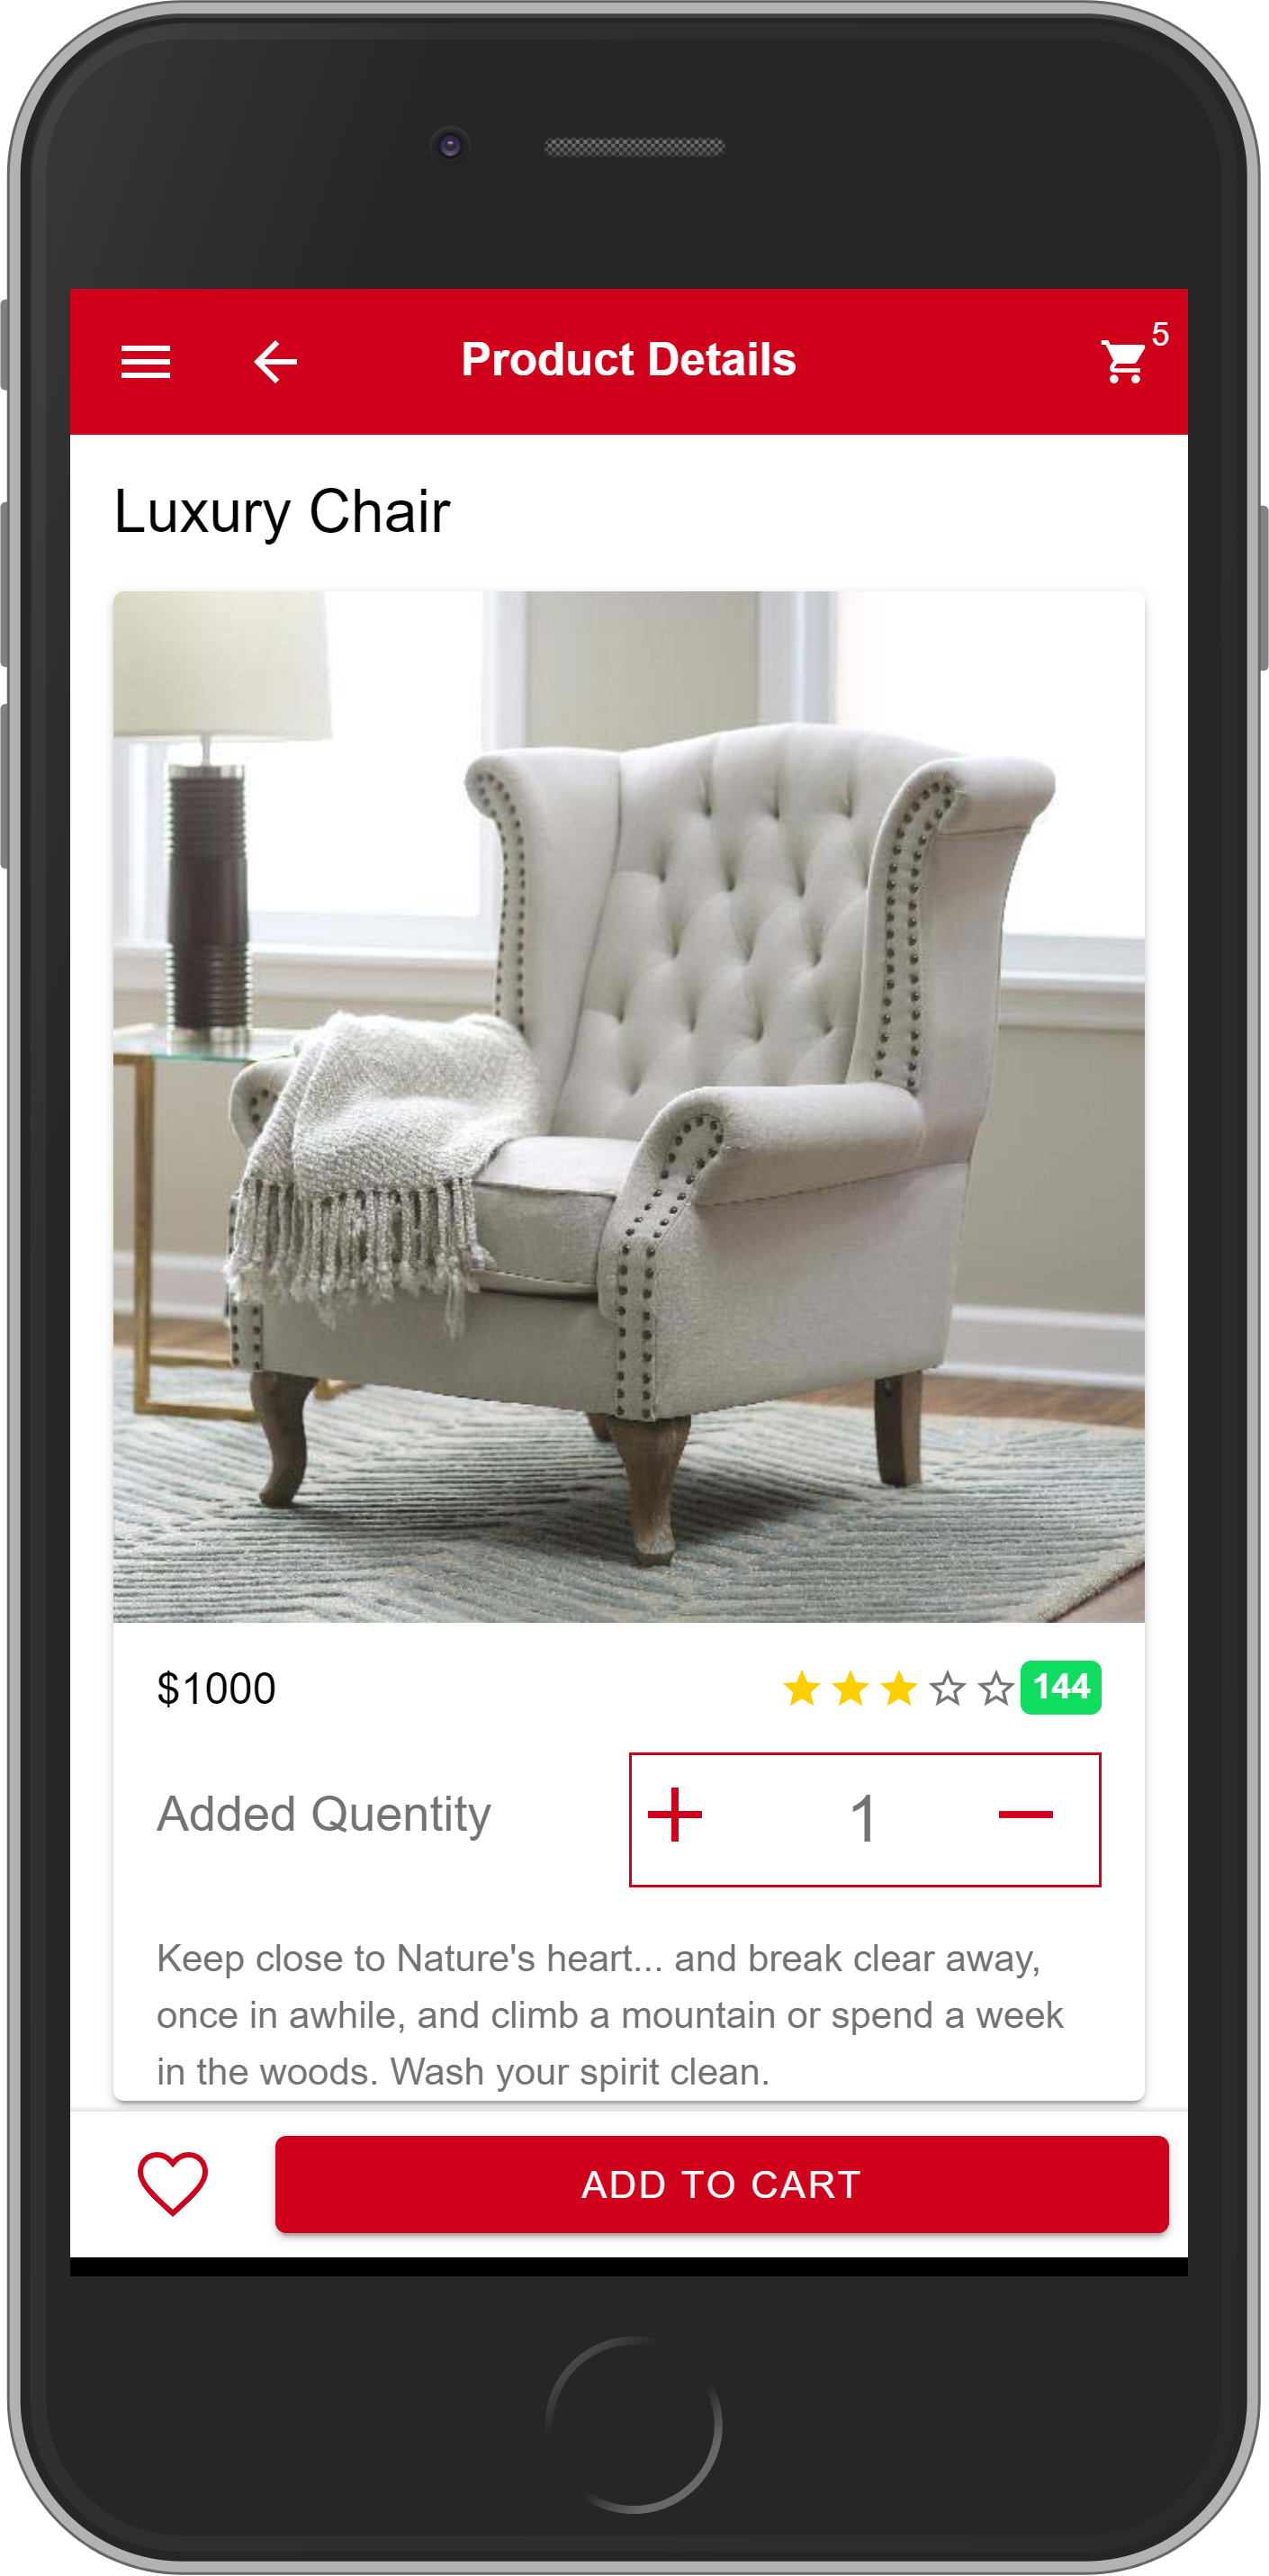 Product Details
5
Luxury Chair
$1000
144
Added Quentity
1
Keep close to Nature's heart... and break clear away,
once in awhile, and climb a mountain or spend a week
in the woods. Wash your spirit clean.
ADD TO CART